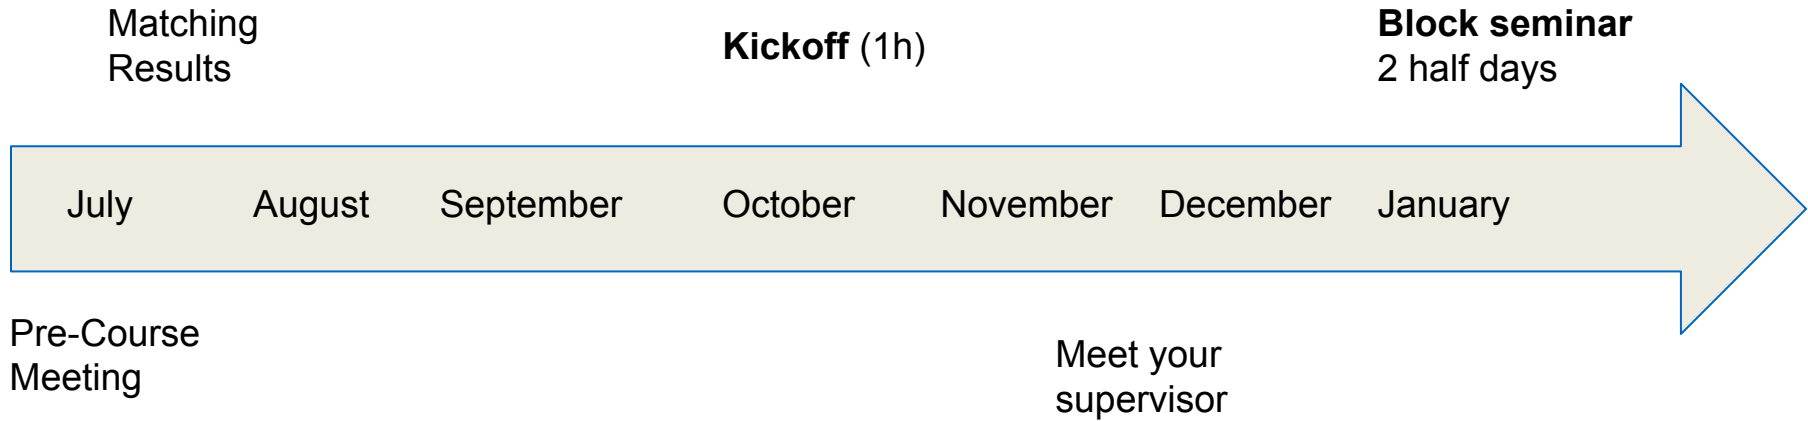 Matching
Results
Kickoff (1h)
Block seminar
2 half days
July August September October November December January
Pre-Course
Meeting
Meet your
supervisor